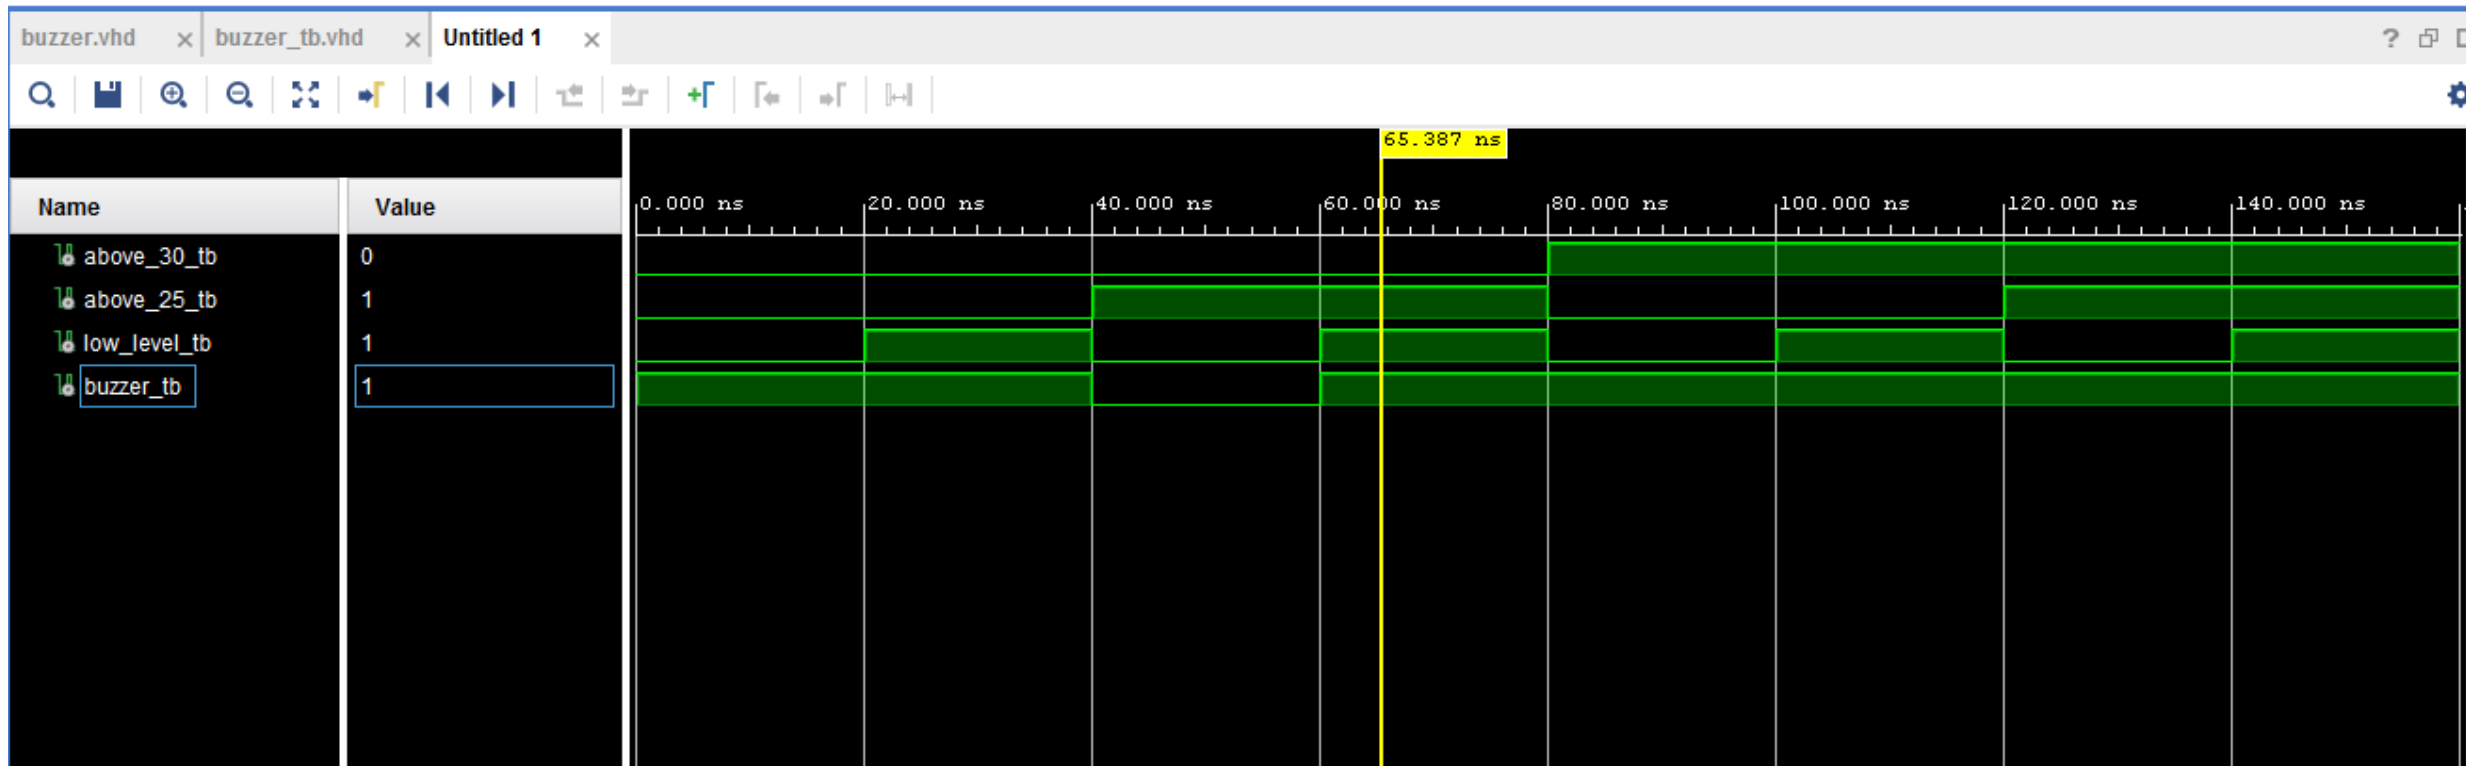 buzzer.vhd buzzer_tb.vhd Untitled 1
65.387 ns
Name Value 0.000 ns 20.000 ns 40.000 ns 60.000 ns 80.000 ns 100.000 ns 120.000 ns 140.000 ns
above_30_tb 0
above_25_tb 1
low_level_tb 1
buzzer_tb 1